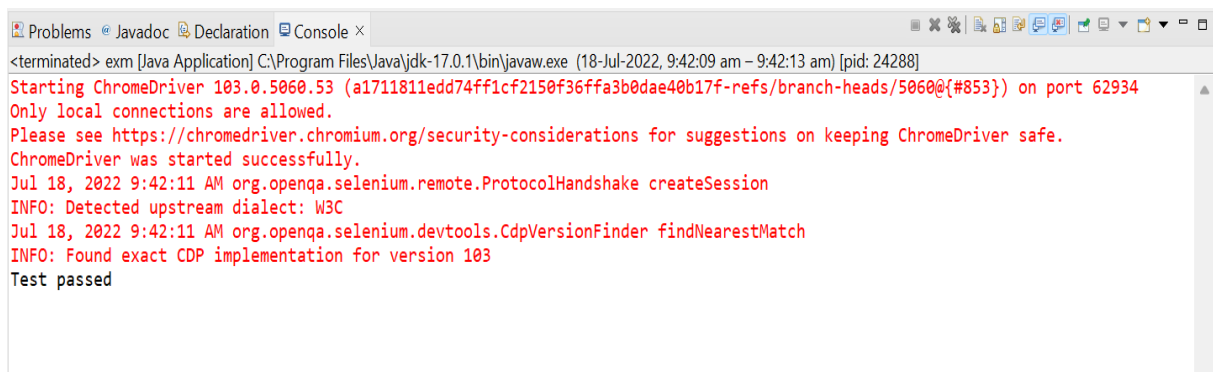 Problems @ Javadoc Declaration Console ×
<terminated> exm [Java Application] C:\Program Files\Java\jdk-17.0.1\bin\javaw.exe (18-Jul-2022, 9:42:09 am – 9:42:13 am) [pid: 24288]
Starting ChromeDriver 103.0.5060.53 (a1711811edd74ff1cf2150f36ffa3b0dae40b17f-refs/branch-heads/5060@{#853}) on port 62934
Only local connections are allowed.
Please see https://chromedriver.chromium.org/security-considerations for suggestions on keeping ChromeDriver safe.
ChromeDriver was started successfully.
Jul 18, 2022 9:42:11 AM org.openqa.selenium.remote.ProtocolHandshake createSession
INFO: Detected upstream dialect: W3C
Jul 18, 2022 9:42:11 AM org.openqa.selenium.devtools.CdpVersionFinder findNearestMatch
INFO: Found exact CDP implementation for version 103
Test passed